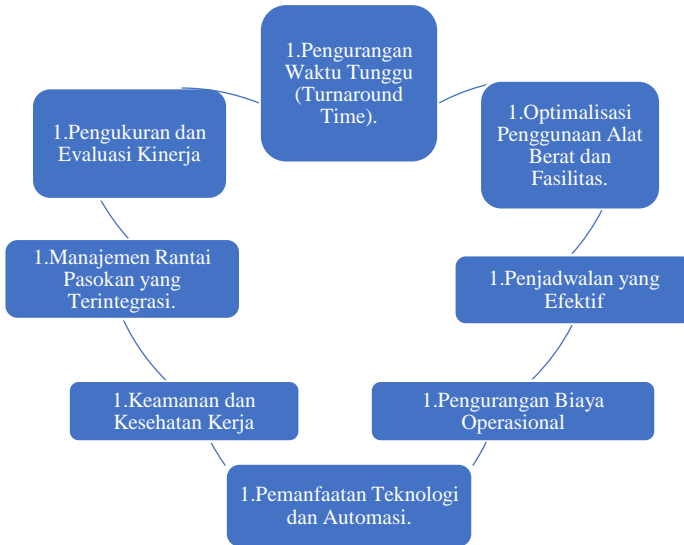 1.Pengurangan
Waktu Tunggu
(Turnaround
Time).
1.Optimalisasi
Penggunaan Alat
Berat dan
Fasilitas.
1.Penjadwalan yang
Efektif
1.Pengurangan Biaya
Operasional
1.Pemanfaatan Teknologi
dan Automasi.
1.Keamanan dan
Kesehatan Kerja
1.Manajemen Rantai
Pasokan yang
Terintegrasi.
1.Pengukuran dan
Evaluasi Kinerja